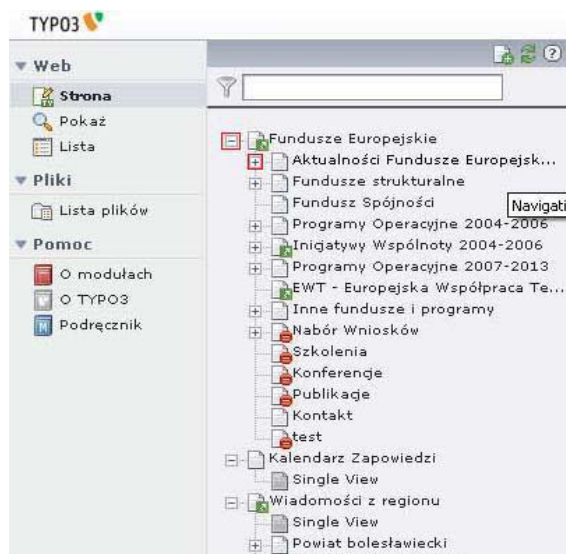 TYPO3
Web
Strona
Pokaż
Lista
Pliki
Lista plików
Pomoc
O modułach
O TYPO3
Podręcznik
Fundusze Europejskie
Aktualności Fundusze Europejsk...
Fundusze strukturalne
Fundusz Spójności
Navigati
Programy Operacyjne 2004-2006
Inicjatywy Wspólnoty 2004-2006
Programy Operacyjne 2007-2013
EWT - Europejska Współpraca Te...
Inne fundusze i programy
Nabór Wniosków
Szkolenia
Konferencje
Publikacje
Kontakt
test
Kalendarz Zapowiedzi
Single View
Wiadomości z regionu
Single View
Powiat bolesławiecki